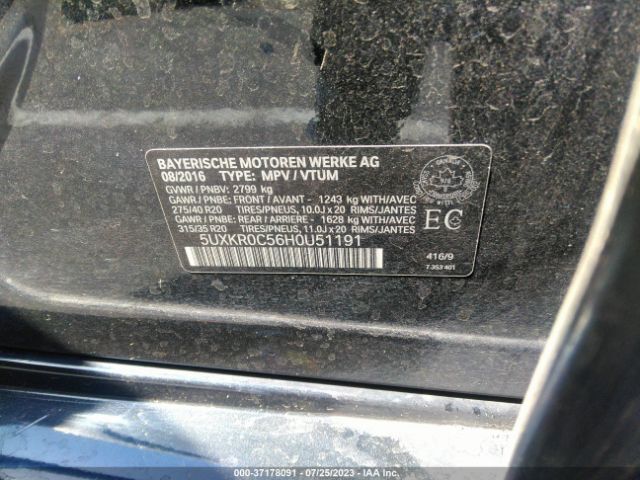 BAYERISCHE MOTOREN WERKE AG
08/2016 TYPE: MPV / VTUM
GVWR / PNBV: 2799 kg
GAWR / PNBE: FRONT / AVANT - 1243 kg WITH/AVEC
275/40 R20 TIRES/PNEUS, 10.0J x 20 RIMS/JANTES
GAWR / PNBE: REAR / ARRIERE - 1628 kg WITH/AVEC
315/35 R20 TIRES/PNEUS, 11.0J x 20 RIMS/JANTES
5UXKR0C56H0U51191
CANADA
EC
416/9
7 353 401
000-37178091 - 07/25/2023 - IAA Inc.